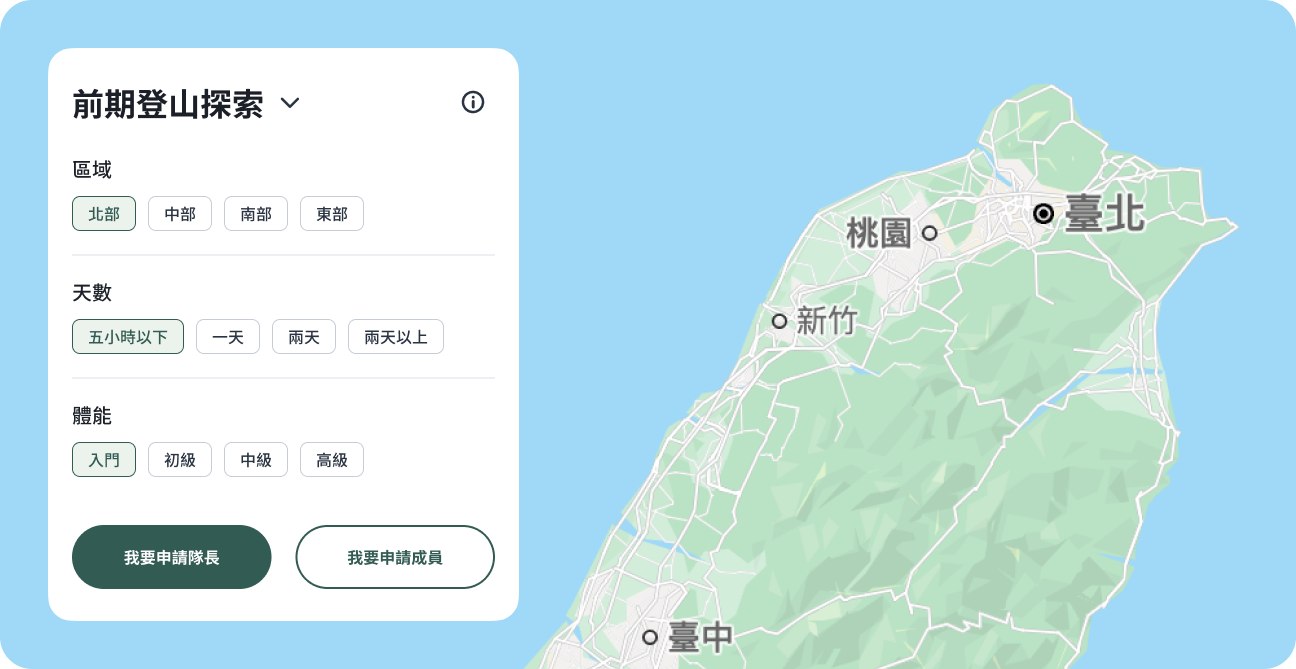 前期登山探索
區域
北部 中部 南部 東部
天數
五小時以下 一天 兩天 兩天以上
體能
入門 初級 中級 高級
我要申請隊長 我要申請成員
臺北
桃園
新竹
臺中